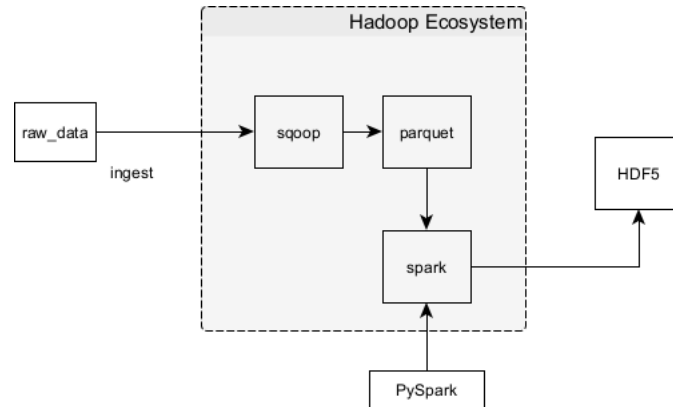 Hadoop Ecosystem
raw_data
ingest
sqoop
parquet
HDF5
spark
PySpark